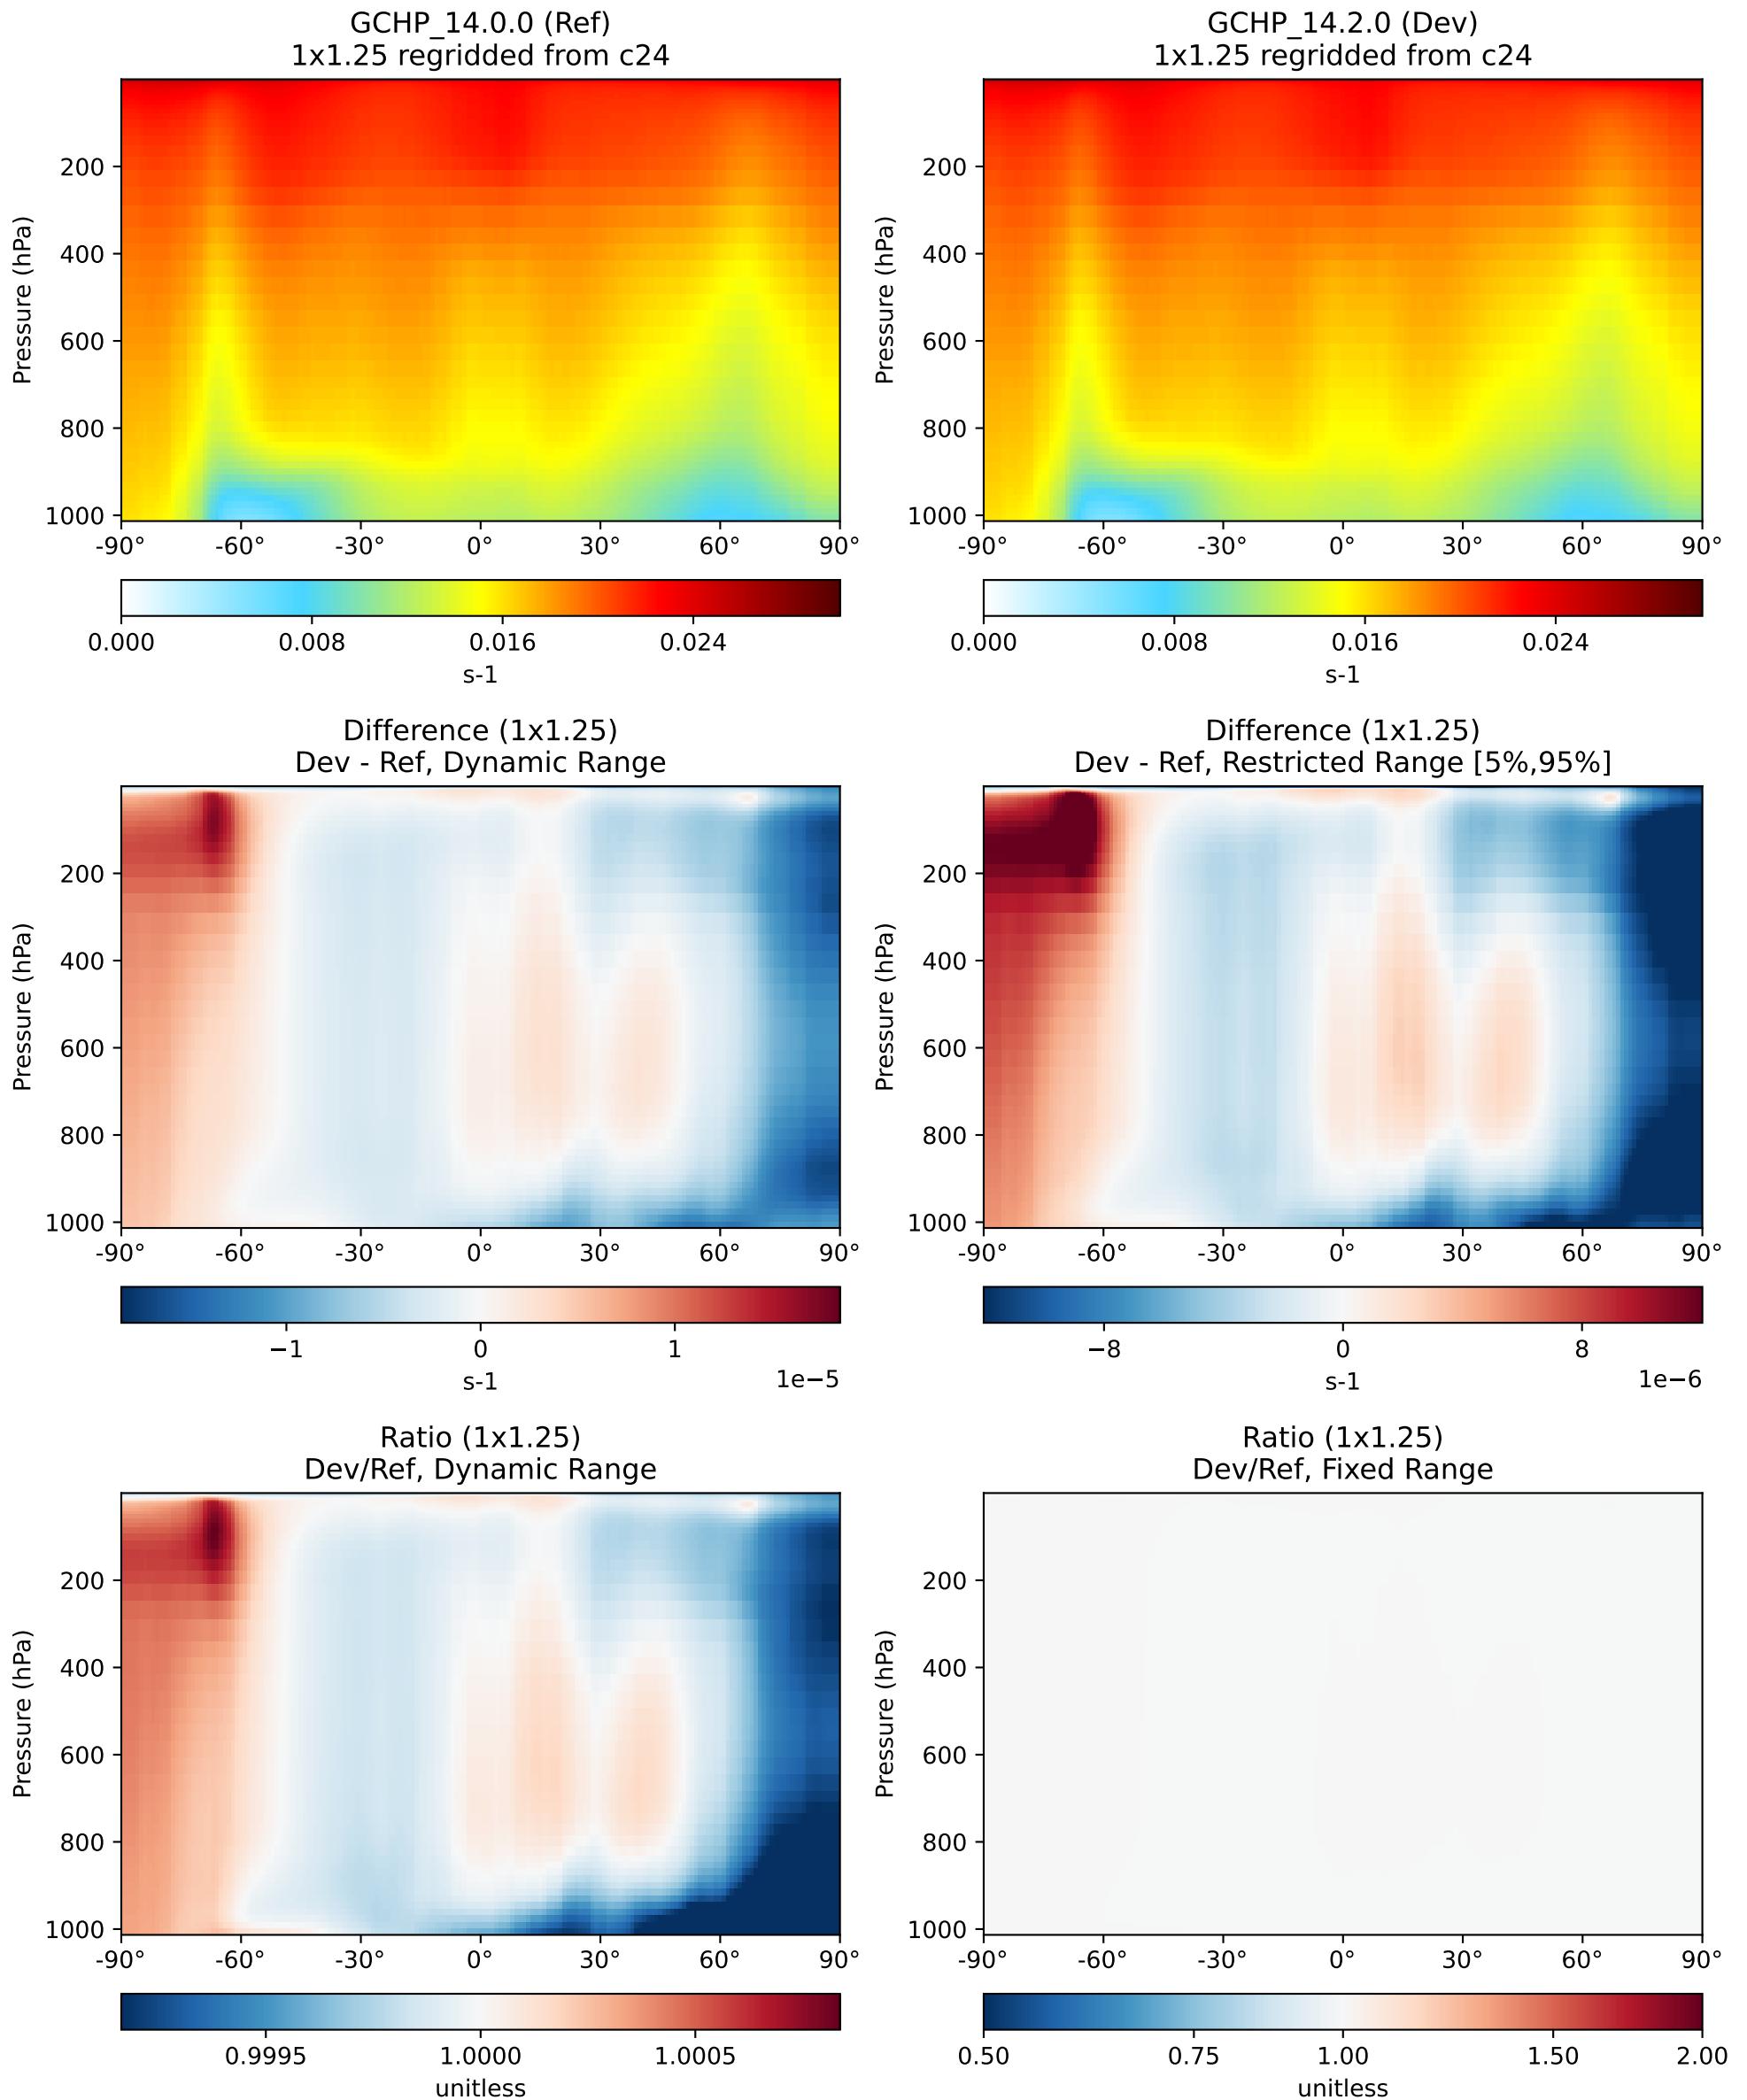 GCHP_14.0.0 (Ref)
1x1.25 regridded from c24
Pressure (hPa)
200
400
600
800
1000
-90° -60° -30° 0° 30° 60° 90°
0.000 0.008 0.016 0.024
s-1
GCHP_14.2.0 (Dev)
1x1.25 regridded from c24
Pressure (hPa)
200
400
600
800
1000
-90° -60° -30° 0° 30° 60° 90°
0.000 0.008 0.016 0.024
s-1
Difference (1x1.25)
Dev - Ref, Dynamic Range
Pressure (hPa)
200
400
600
800
1000
-90° -60° -30° 0° 30° 60° 90°
−1 0 1
s-1 1e−5
Difference (1x1.25)
Dev - Ref, Restricted Range [5%,95%]
Pressure (hPa)
200
400
600
800
1000
-90° -60° -30° 0° 30° 60° 90°
−8 0 8
s-1 1e−6
Ratio (1x1.25)
Dev/Ref, Dynamic Range
Pressure (hPa)
200
400
600
800
1000
-90° -60° -30° 0° 30° 60° 90°
0.9995 1.0000 1.0005
unitless
Ratio (1x1.25)
Dev/Ref, Fixed Range
Pressure (hPa)
200
400
600
800
1000
-90° -60° -30° 0° 30° 60° 90°
0.50 0.75 1.00 1.50 2.00
unitless